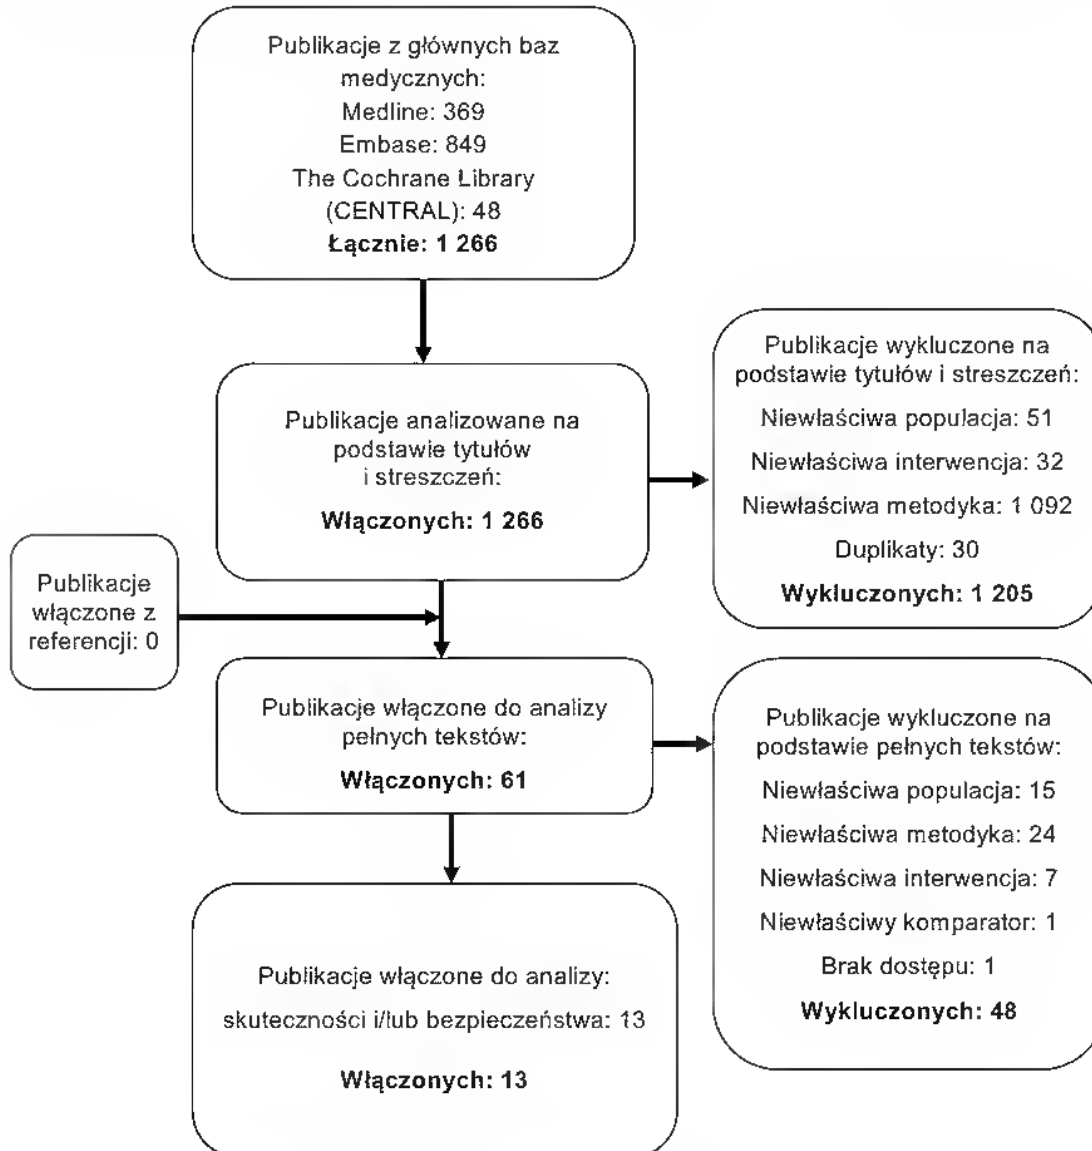 Publikacje z głównych baz
medycznych:
Medline: 369
Embase: 849
The Cochrane Library
(CENTRAL): 48
Łącznie: 1 266
Publikacje analizowane na
podstawie tytułów
i streszczeń:
Włączonych: 1 266
Publikacje wykluczone na
podstawie tytułów i streszczeń:
Niewłaściwa populacja: 51
Niewłaściwa interwencja: 32
Niewłaściwa metodyka: 1 092
Duplikaty: 30
Wykluczonych: 1 205
Publikacje
włączone z
referencji: 0
Publikacje włączone do analizy
pełnych tekstów:
Włączonych: 61
Publikacje wykluczone na
podstawie pełnych tekstów:
Niewłaściwa populacja: 15
Niewłaściwa metodyka: 24
Niewłaściwa interwencja: 7
Niewłaściwy komparator: 1
Brak dostępu: 1
Wykluczonych: 48
Publikacje włączone do analizy:
skuteczności i/lub bezpieczeństwa: 13
Włączonych: 13